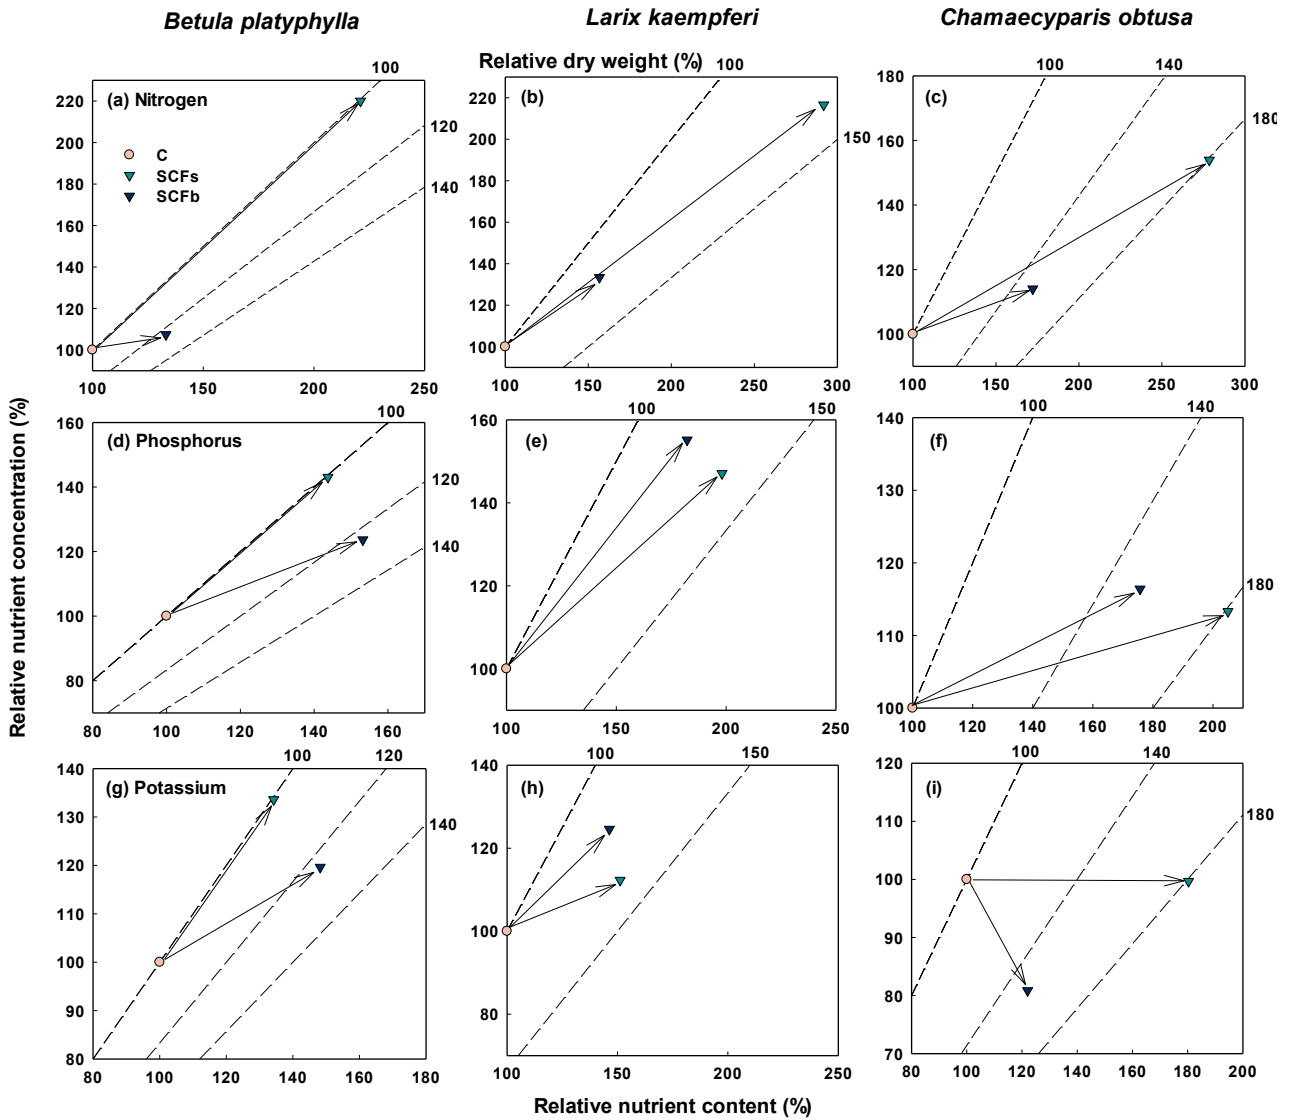 Betula platyphylla
Larix kaempferi
Chamaecyparis obtusa
Relative dry weight (%)
Relative nutrient concentration (%)
100
(a) Nitrogen
C
SCFs
SCFb
120
140
220
200
180
160
140
120
100
100 150 200 250
100
(b)
150
220
200
180
160
140
120
100
100 150 200 250 300
100 140
(c)
180
180
160
140
120
100
100 150 200 250 300
100
(d) Phosphorus
120
140
160
140
120
100
80
80 100 120 140 160
100 150
(e)
160
140
120
100
100 150 200 250
100 140
(f)
180
140
130
120
110
100
100 120 140 160 180 200
100 120
(g) Potassium
140
140
130
120
110
100
90
80
80 100 120 140 160 180
100 150
(h)
140
120
100
80
100 150 200 250
100 140
(i)
180
120
110
100
90
80
70
80 100 120 140 160 180 200
Relative nutrient content (%)